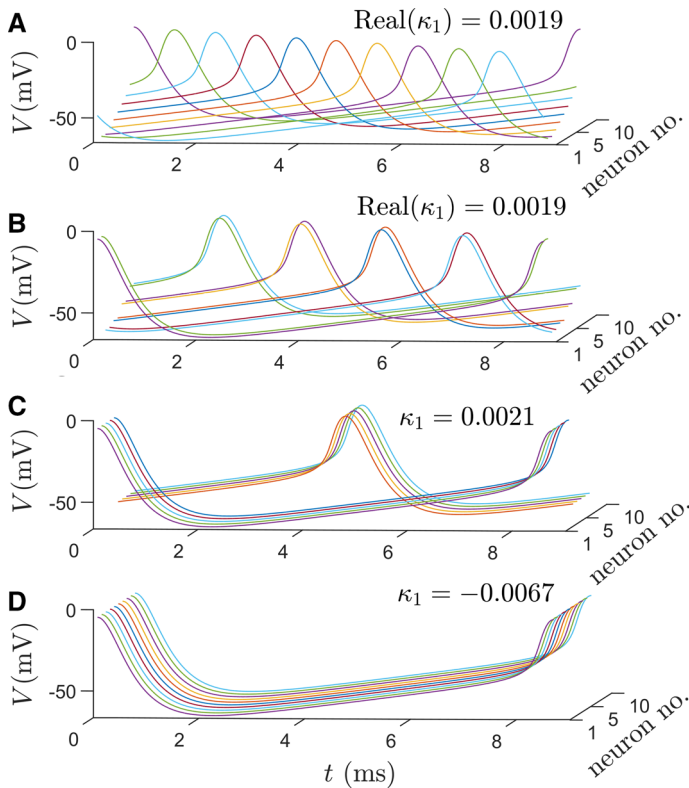 A
Real(κ₁) = 0.0019
V(mV)
0
-50
0
2
4
6
8
1
5
10
neuron no.
B
Real(κ₁) = 0.0019
V(mV)
0
-50
0
2
4
6
8
1
5
10
neuron no.
C
κ₁ = 0.0021
V(mV)
0
-50
0
2
4
6
8
1
5
10
neuron no.
D
κ₁ = −0.0067
V(mV)
0
-50
0
2
4
6
8
1
5
10
neuron no.
t (ms)